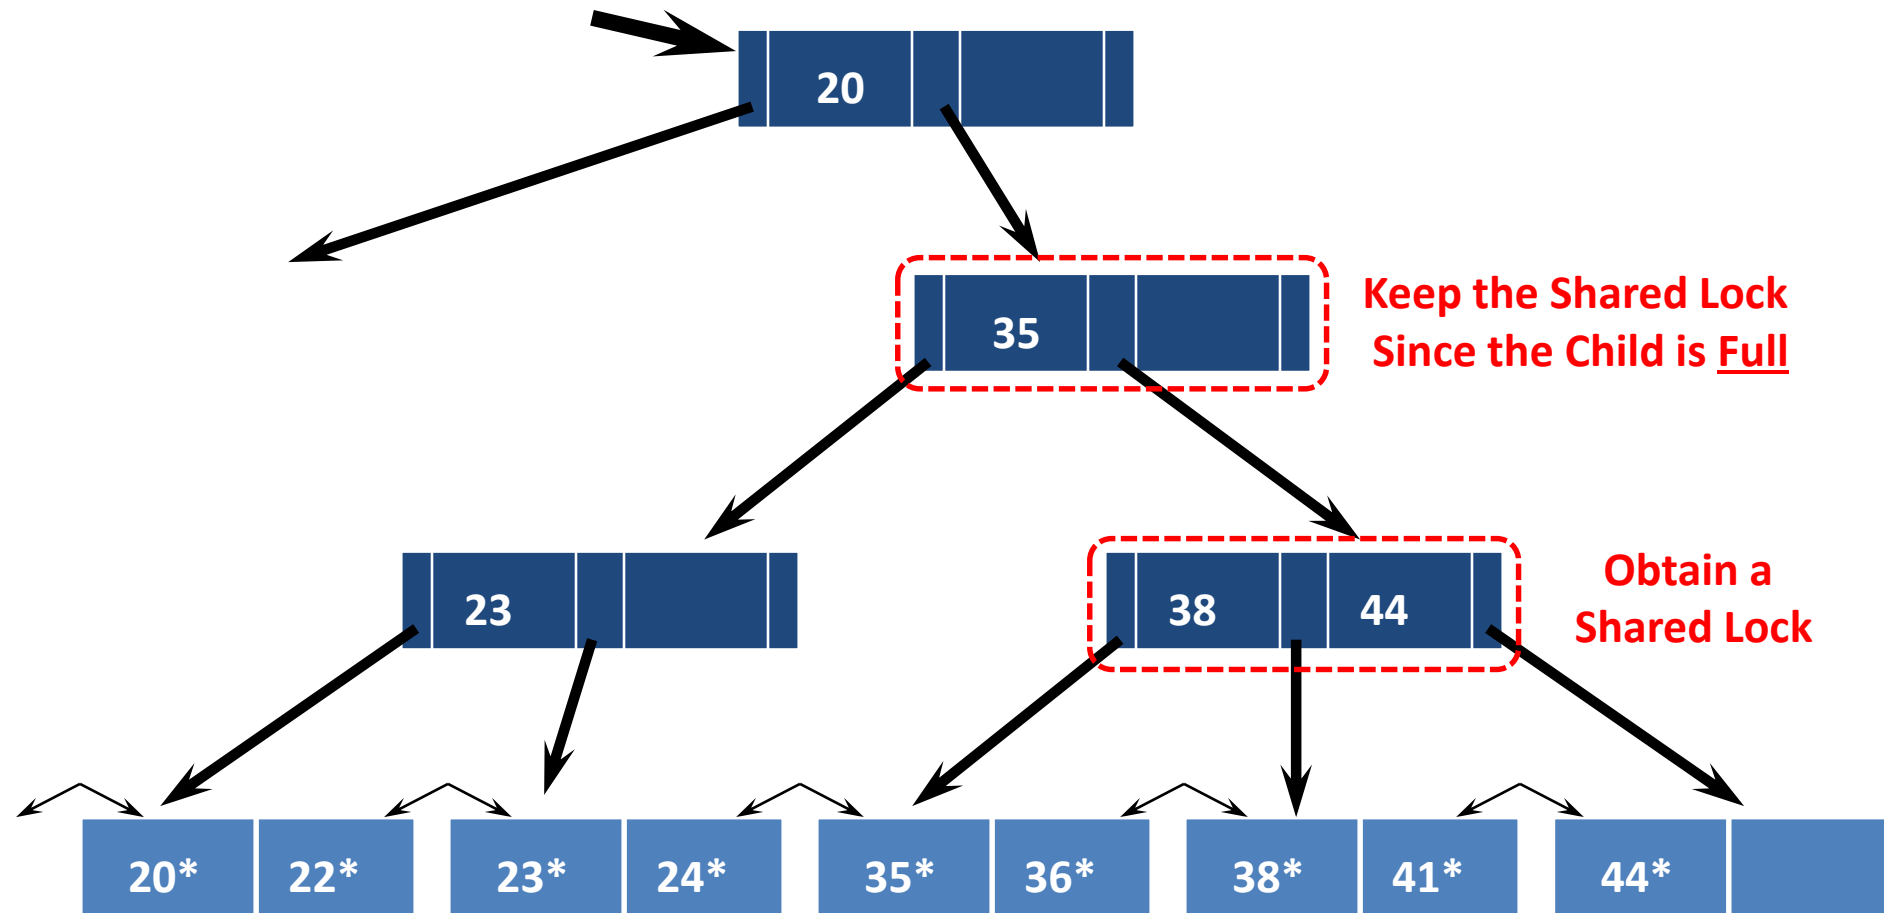 20
35
Keep the Shared Lock
Since the Child is Full
23
38 44
Obtain a
Shared Lock
20* 22* 23* 24* 35* 36* 38* 41* 44*